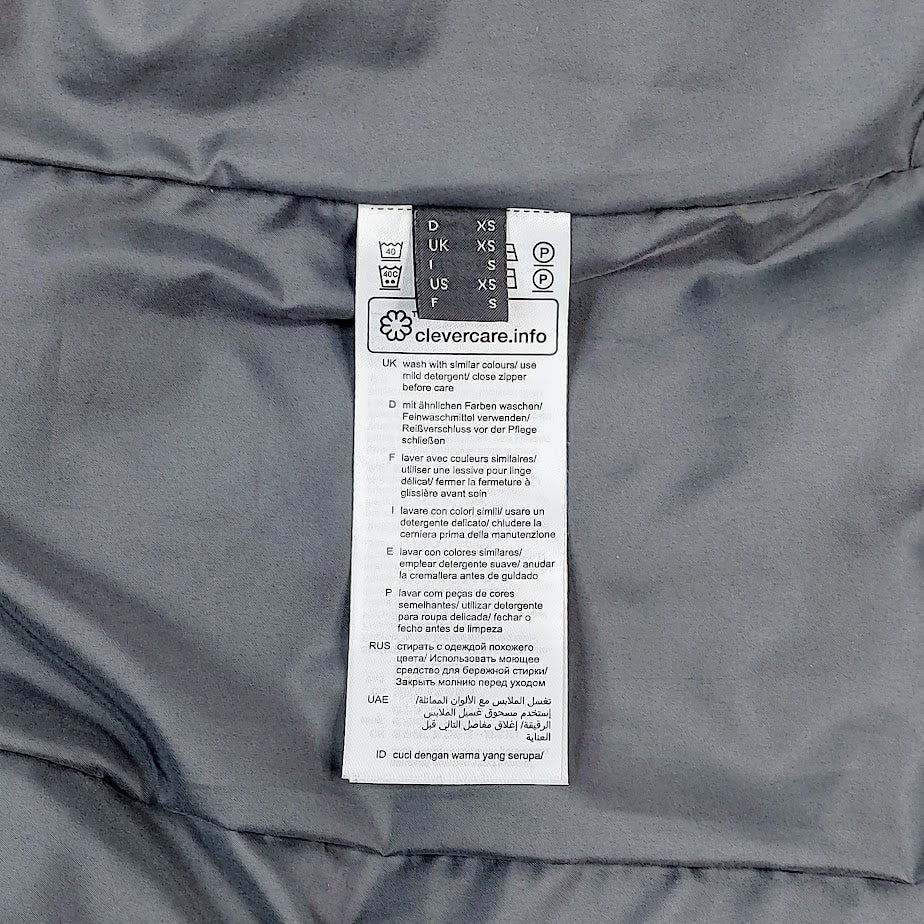 D XS
UK XS
I S
US XS
F S
40
P
40C
P
clevercare.info
UK wash with similar colours/ use
mild detergent/ close zipper
before care
D mit ähnlichen Farben waschen/
Feinwaschmittel verwenden/
Reißverschluss vor der Pflege
schließen
F laver avec couleurs similaires/
utiliser une lessive pour linge
délicat/ fermer la fermeture à
glissière avant soin
I lavare con colori simili/ usare un
detergente delicato/ chiudere la
cerniera prima della manutenzione
E lavar con colores similares/
emplear detergente suave/ anudar
la cremallera antes de guidado
P lavar com peças de cores
semelhantes/ utilizar detergente
para roupa delicada/ fechar o
fecho antes de limpeza
RUS стирать с одеждой похожего
цвета/ Использовать моющее
средство для бережной стирки/
Закрыть молнию перед уходом
UAE تغسل الملابس مع الألوان المماثلة/
إستخدم مسحوق غسيل الملابس
الرقيقة/ إغلاق مفاصل التالي قبل
العناية
ID cuci dengan warna yang serupa/